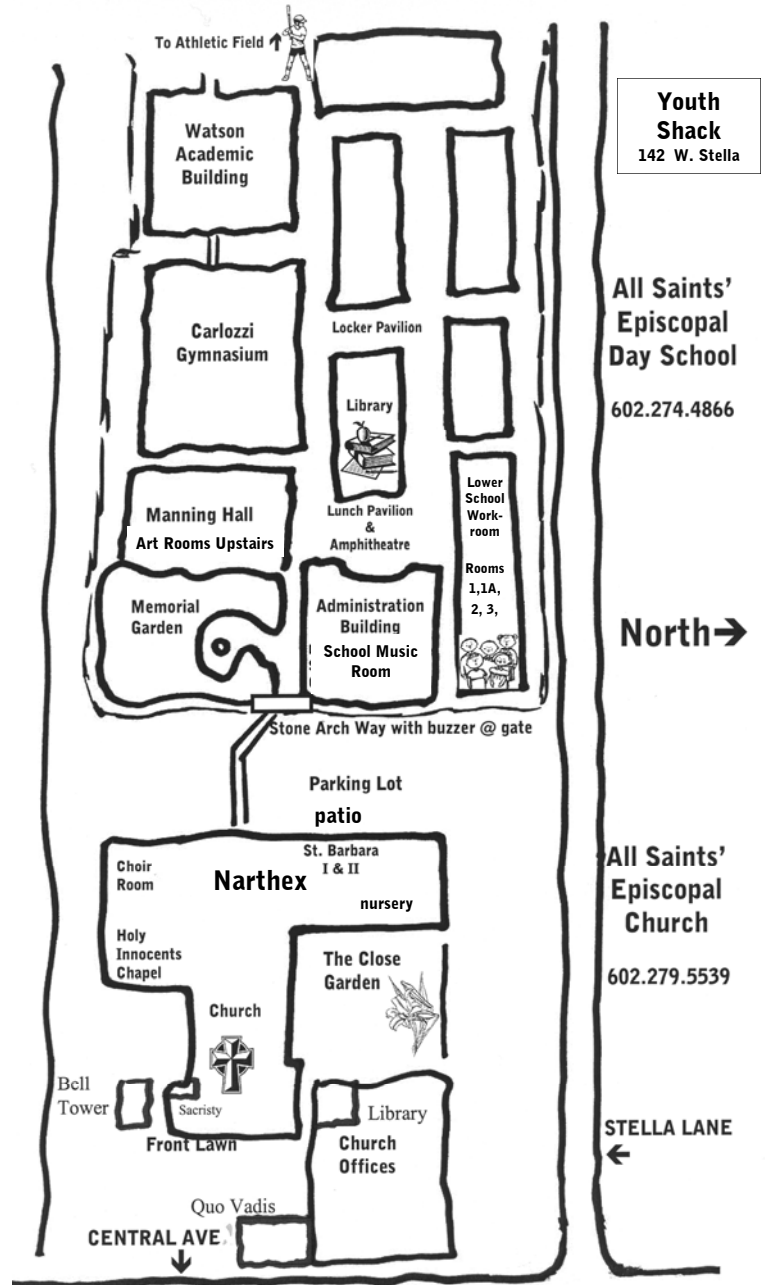 To Athletic Field
Youth
Shack
142 W. Stella
Watson
Academic
Building
All Saints'
Episcopal
Day School
602.274.4866
Carlozzi
Gymnasium
Locker Pavilion
Library
Lower
School
Work-
room
Rooms
1,1A,
2, 3,
Manning Hall
Art Rooms Upstairs
Lunch Pavilion
&
Amphitheatre
Memorial
Garden
Administration
Building
School Music
Room
North
Stone Arch Way with buzzer @ gate
Parking Lot
patio
Choir
Room
Narthex
St. Barbara
I & II
nursery
All Saints'
Episcopal
Church
602.279.5539
Holy
Innocents
Chapel
The Close
Garden
Church
Bell
Tower
Sacristy
Library
Front Lawn
Church
Offices
STELLA LANE
Quo Vadis
CENTRAL AVE